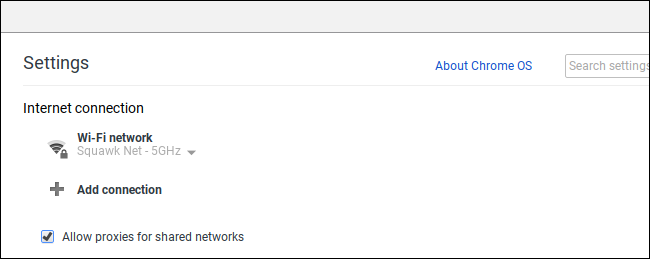 Settings
About Chrome OS
Search settings
Internet connection
Wi-Fi network
Squawk Net - 5GHz
Add connection
Allow proxies for shared networks